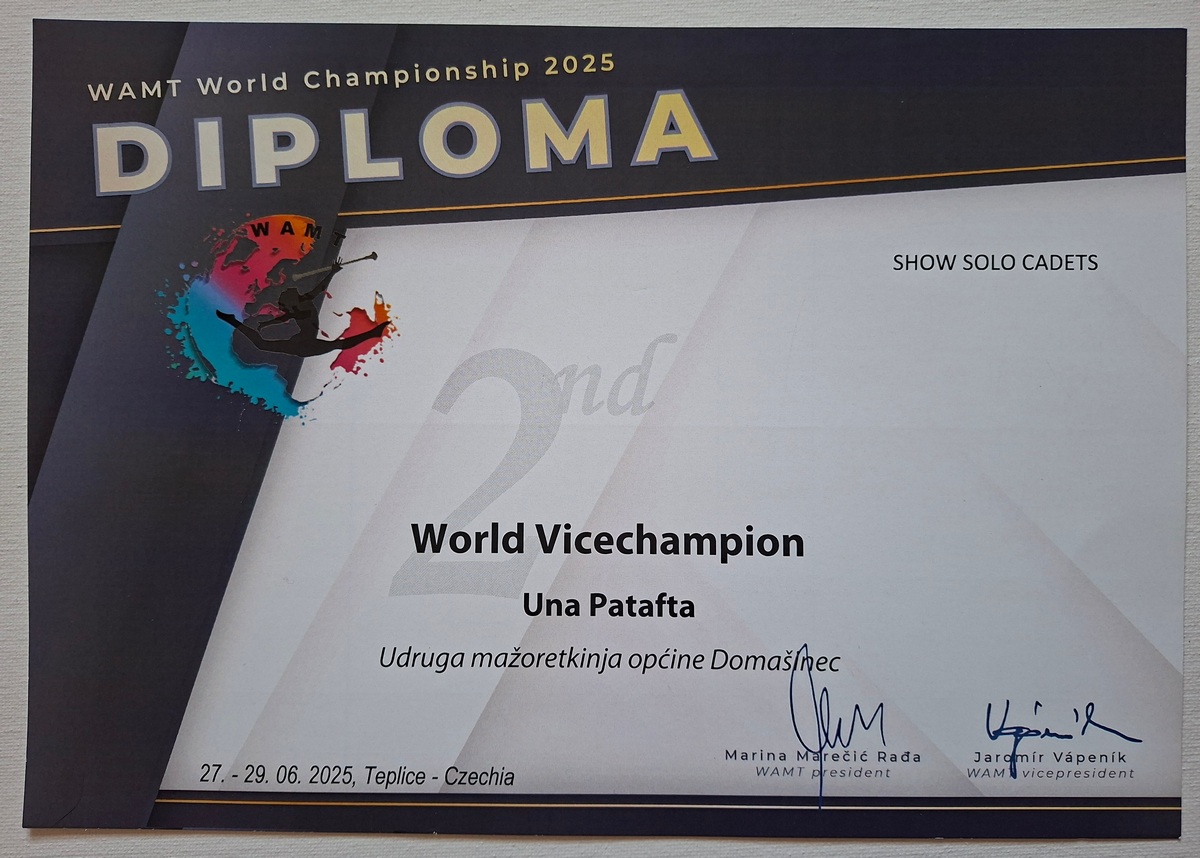 WAMT World Championship 2025
DIPLOMA
WAMT
SHOW SOLO CADETS
2nd
World Vicechampion
Una Patafta
Udruga mažoretkinja općine Domašinec
27. - 29. 06. 2025, Teplice - Czechia
Marina Marečić Rađa
WAMT president
Jaromír Vápeník
WAMT vicepresident